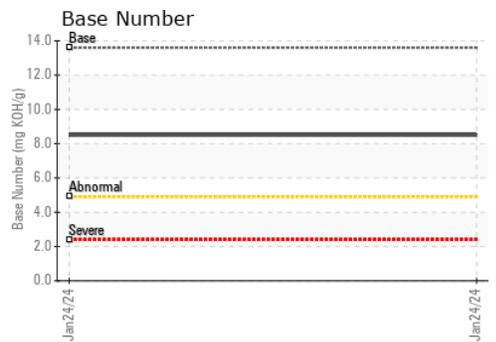 Base Number
Base Number (mg KOH/g)
14.0
Base
12.0
10.0
8.0
6.0
Abnormal
4.0
Severe
2.0
0.0
Jan24/24
Jan24/24